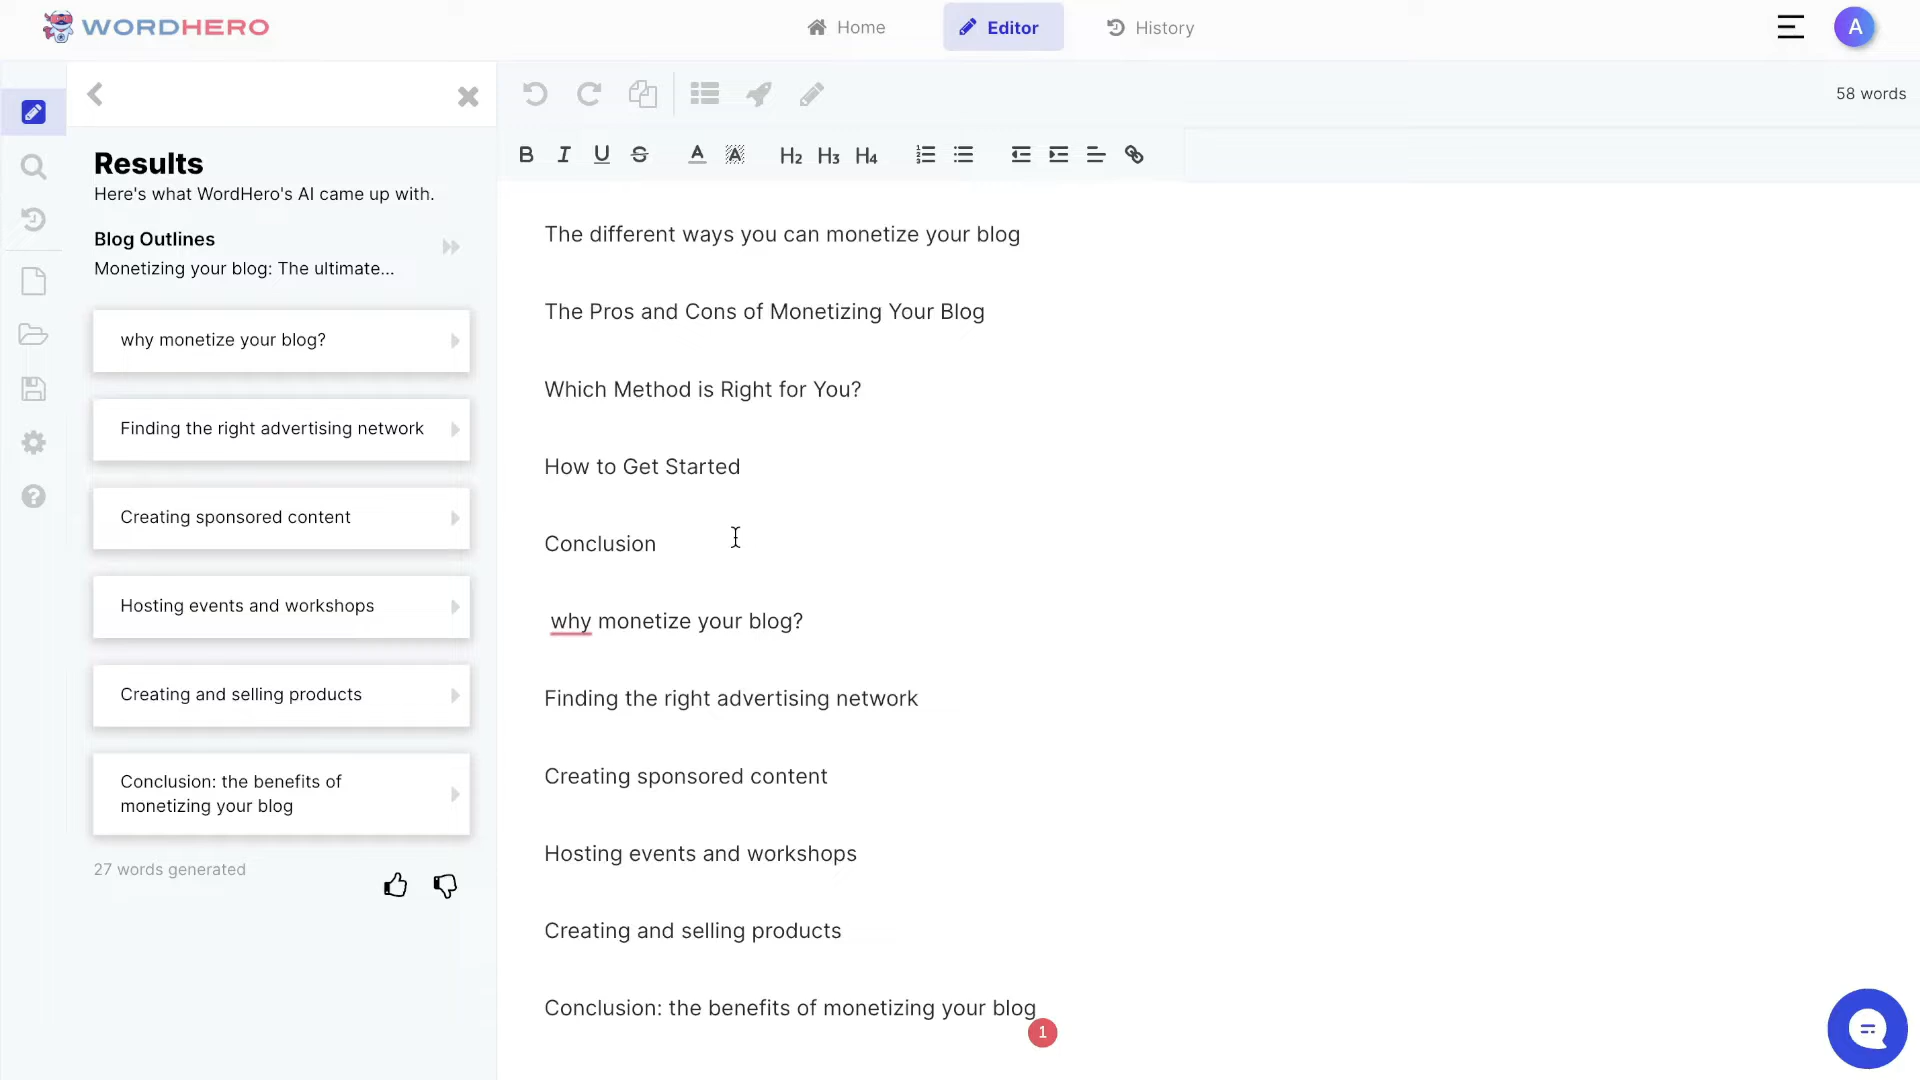 WORDHERO
Home
Editor
History
A
58 words
B I U S A A H2 H3 H4
Results
Here's what WordHero's AI came up with.
Blog Outlines
Monetizing your blog: The ultimate...
why monetize your blog?
Finding the right advertising network
Creating sponsored content
Hosting events and workshops
Creating and selling products
Conclusion: the benefits of
monetizing your blog
27 words generated
The different ways you can monetize your blog
The Pros and Cons of Monetizing Your Blog
Which Method is Right for You?
How to Get Started
Conclusion
why monetize your blog?
Finding the right advertising network
Creating sponsored content
Hosting events and workshops
Creating and selling products
Conclusion: the benefits of monetizing your blog
1